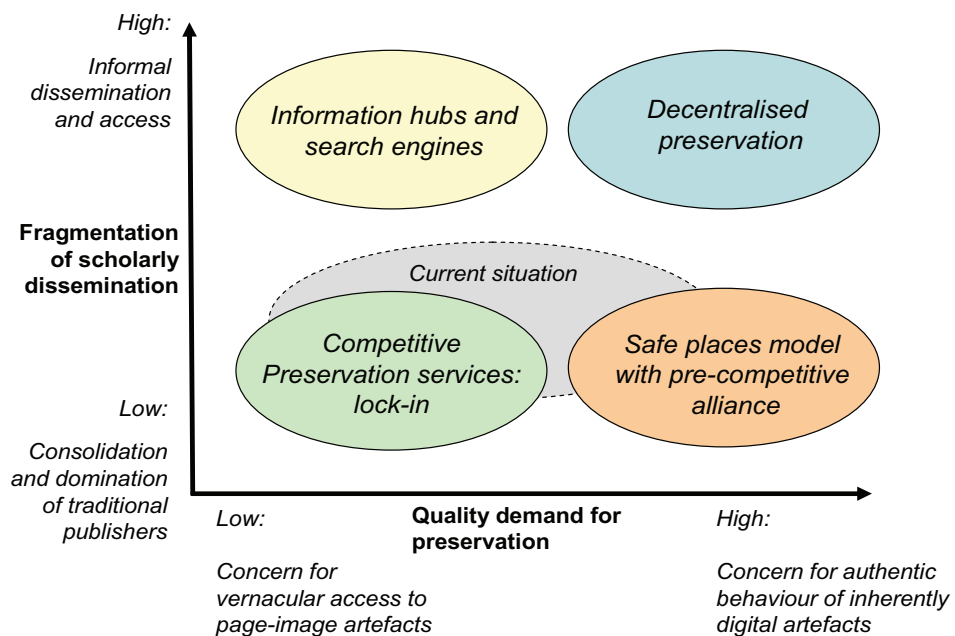 High:
Informal
dissemination
and access
Fragmentation
of scholarly
dissemination
Low:
Consolidation
and domination
of traditional
publishers
Information hubs and
search engines
Decentralised
preservation
Current situation
Competitive
Preservation services:
lock-in
Safe places model
with pre-competitive
alliance
Low:
Concern for
vernacular access to
page-image artefacts
Quality demand for
preservation
High:
Concern for authentic
behaviour of inherently
digital artefacts